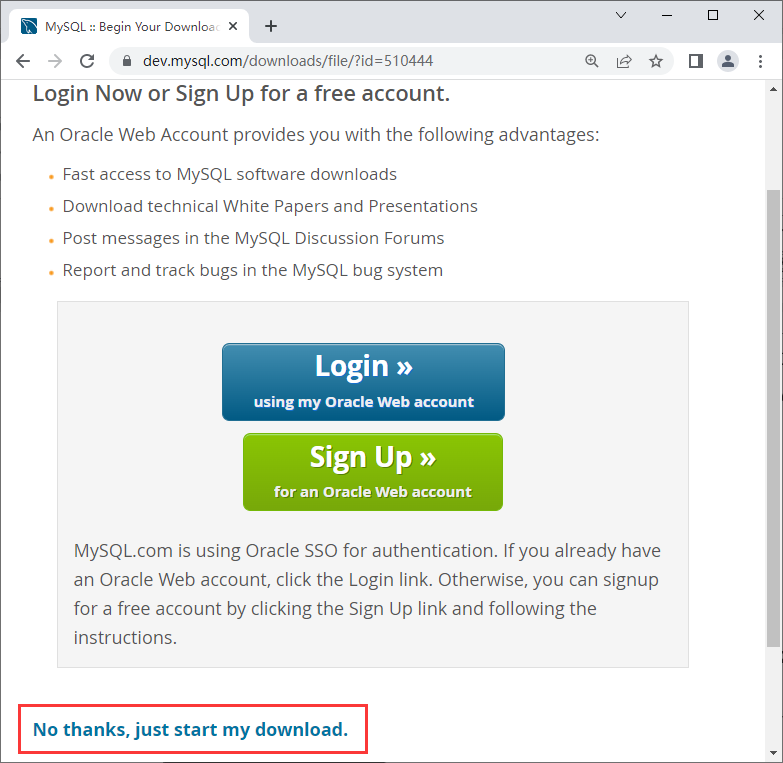 MySQL :: Begin Your Downloa
dev.mysql.com/downloads/file/?id=510444
Login Now or Sign Up for a free account.
An Oracle Web Account provides you with the following advantages:
Fast access to MySQL software downloads
Download technical White Papers and Presentations
Post messages in the MySQL Discussion Forums
Report and track bugs in the MySQL bug system
Login »
using my Oracle Web account
Sign Up »
for an Oracle Web account
MySQL.com is using Oracle SSO for authentication. If you already have
an Oracle Web account, click the Login link. Otherwise, you can signup
for a free account by clicking the Sign Up link and following the
instructions.
No thanks, just start my download.